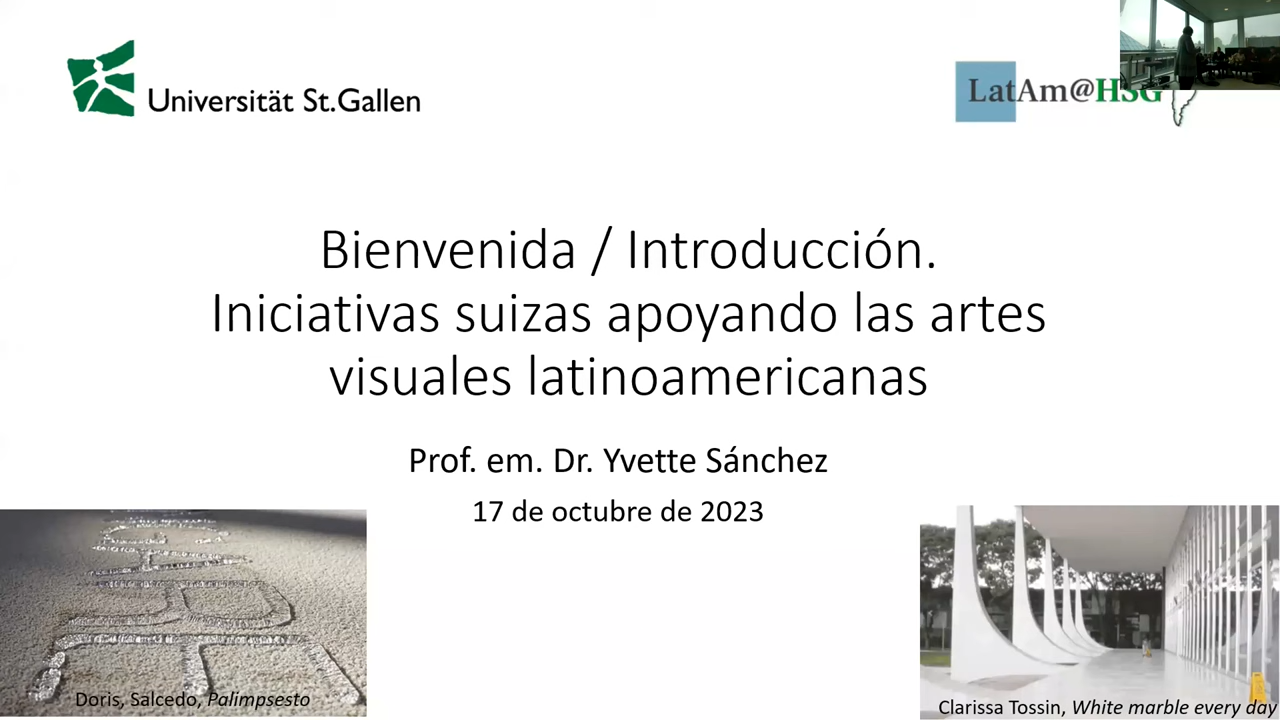 Universität St.Gallen
LatAm@HSG
Bienvenida / Introducción.
Iniciativas suizas apoyando las artes
visuales latinoamericanas
Prof. em. Dr. Yvette Sánchez
17 de octubre de 2023
Doris, Salcedo, Palimpsesto
Clarissa Tossin, White marble every day